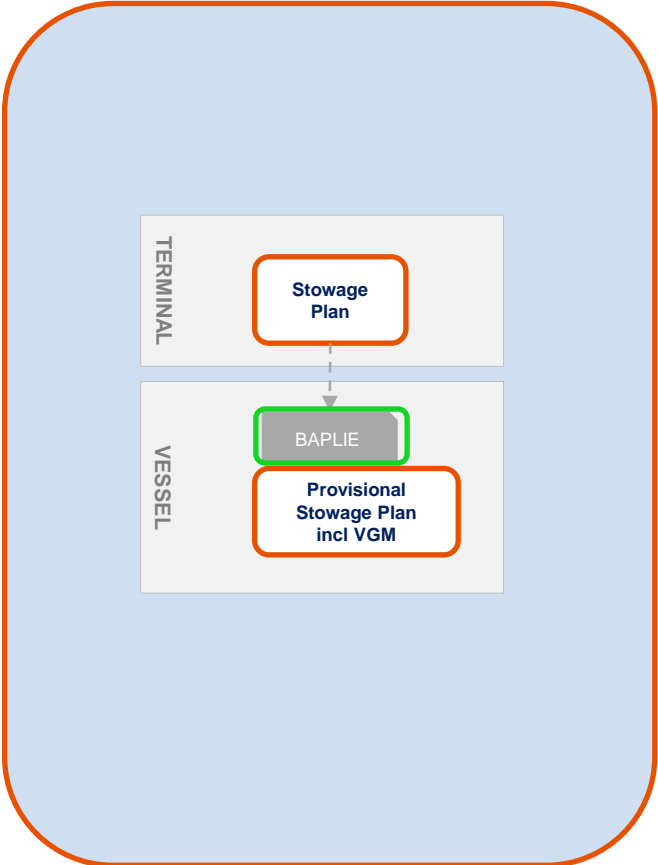 TERMINAL
Stowage
Plan
VESSEL
BAPLIE
Provisional
Stowage Plan
incl VGM